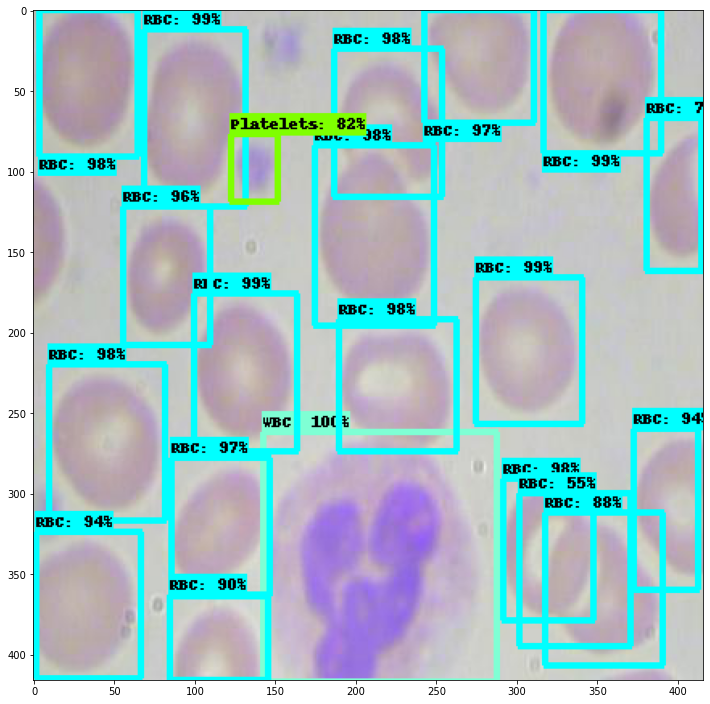 0
RBC: 99%
RBC: 98%
50
RBC: 7
Platelets: 82%
98%
RBC: 97%
RBC: 98%
RBC: 99%
100
RBC: 96%
150
RBC: 99%
99%
200
RBC: 98%
RBC: 98%
250
WBC 100%
RBC: 94%
RBC: 97%
RBC: 98%
300
RBC: 55%
RBC: 88%
RBC: 94%
350
RBC: 90%
400
0 50 100 150 200 250 300 350 400